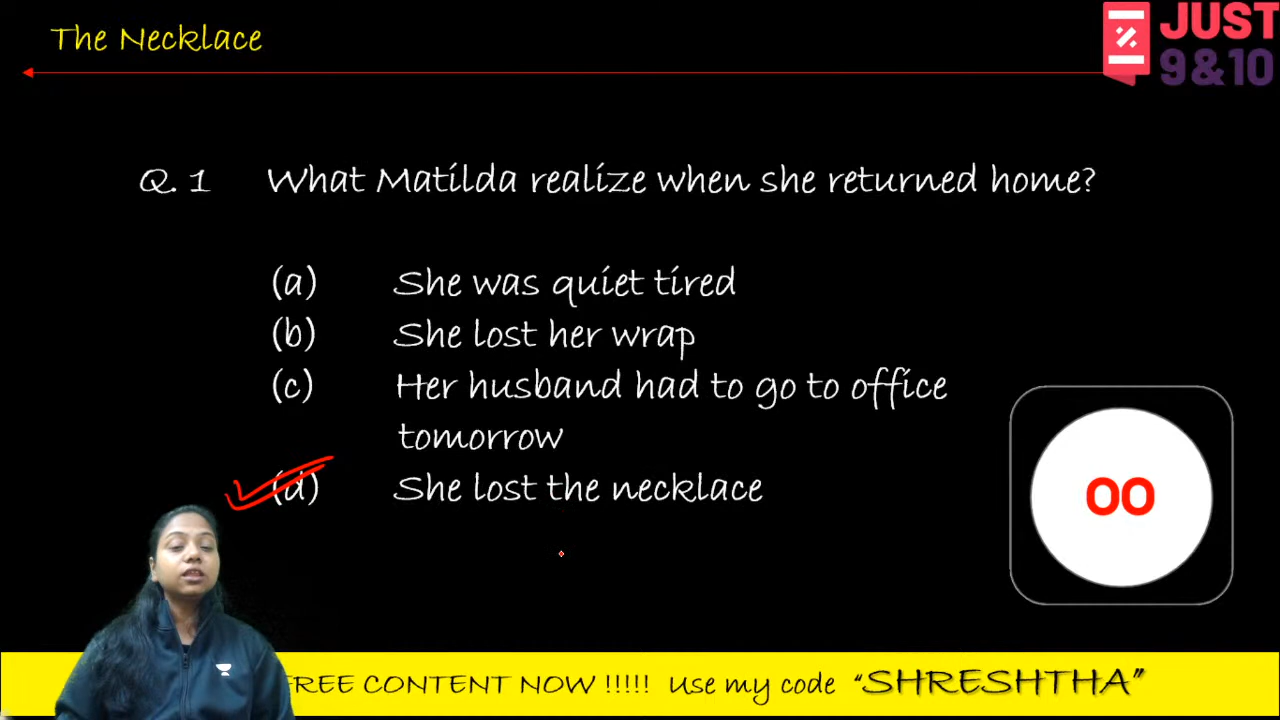 The Necklace
JUST
9 & 10
Q. 1 What Matilda realize when she returned home?
(a) She was quiet tired
(b) She lost her wrap
(c) Her husband had to go to office
tomorrow
(d) She lost the necklace
00
FREE CONTENT NOW !!!!! Use my code “SHRESHTHA”